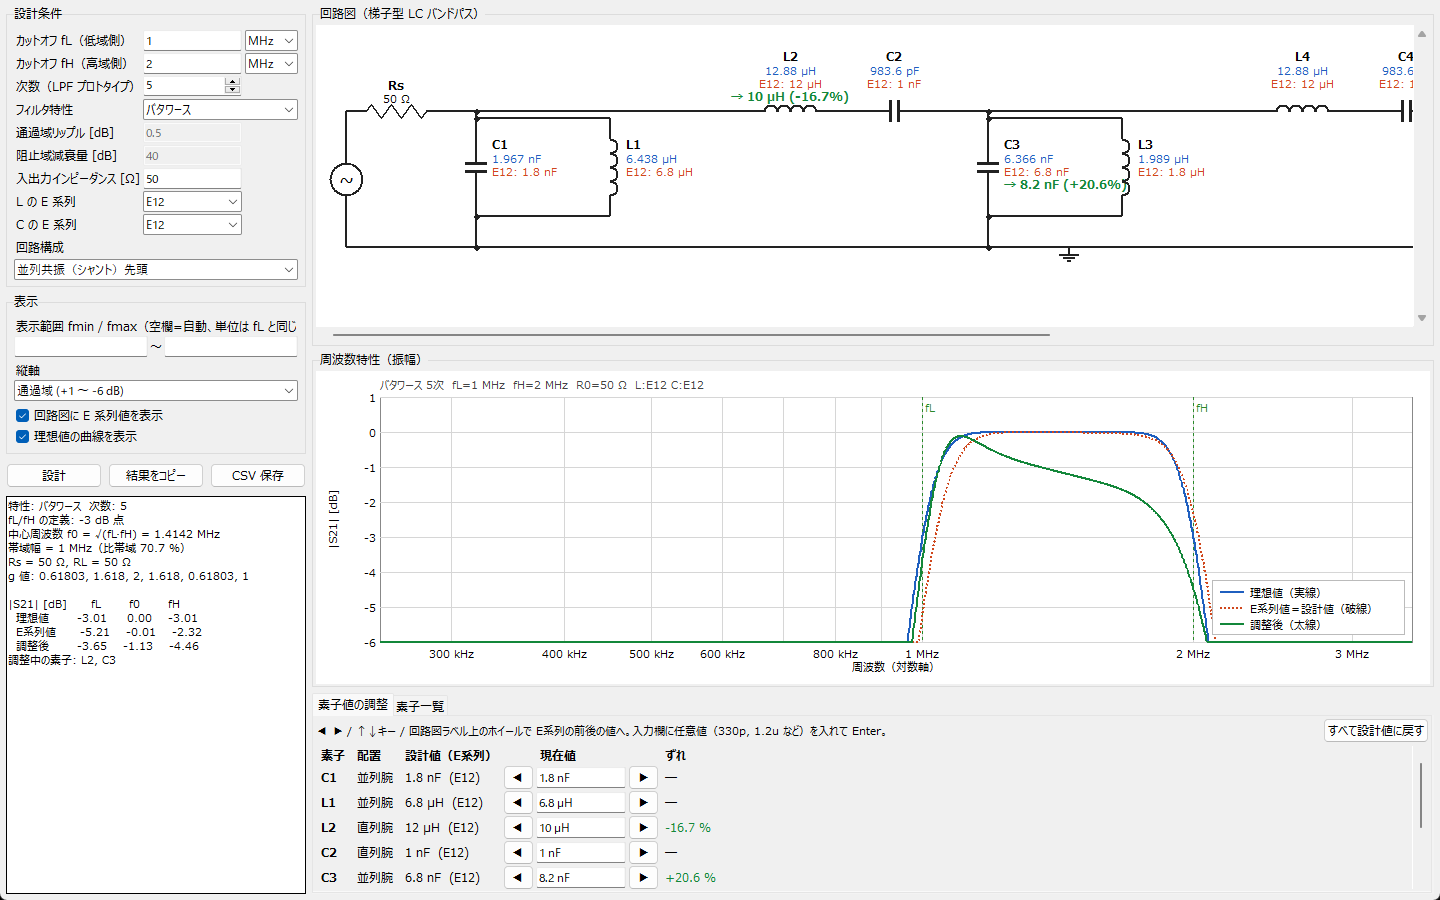 設計条件
カットオフ fL（低域側） 1 MHz
カットオフ fH（高域側） 2 MHz
次数（LPF プロトタイプ） 5
フィルタ特性 バタワース
通過域リップル [dB] 0.5
阻止域減衰量 [dB] 40
入出力インピーダンス [Ω] 50
L の E 系列 E12
C の E 系列 E12
回路構成
並列共振（シャント）先頭
表示
表示範囲 fmin / fmax（空欄=自動、単位は fL と同じ
～
縦軸
通過域 (+1 ～ -6 dB)
回路図に E 系列値を表示
理想値の曲線を表示
設計 結果をコピー CSV 保存
特性: バタワース 次数: 5
fL/fH の定義: -3 dB 点
中心周波数 f0 = √(fL·fH) = 1.4142 MHz
帯域幅 = 1 MHz（比帯域 70.7 %）
Rs = 50 Ω, RL = 50 Ω
g 値: 0.61803, 1.618, 2, 1.618, 0.61803, 1
|S21| [dB] fL f0 fH
理想値 -3.01 0.00 -3.01
E系列値 -5.21 -0.01 -2.32
調整後 -3.65 -1.13 -4.46
調整中の素子: L2, C3
回路図（梯子型 LC バンドパス）
Rs
50 Ω
~
C1
1.967 nF
E12: 1.8 nF
L1
6.438 µH
E12: 6.8 µH
L2
12.88 µH
E12: 12 µH
→ 10 µH (-16.7%)
C2
983.6 pF
E12: 1 nF
C3
6.366 nF
E12: 6.8 nF
→ 8.2 nF (+20.6%)
L3
1.989 µH
E12: 1.8 µH
L4
12.88 µH
E12: 12 µH
C4
983.6
E12: 1
周波数特性（振幅）
バタワース 5次 fL=1 MHz fH=2 MHz R0=50 Ω L:E12 C:E12
fL
fH
1
0
-1
-2
-3
-4
-5
-6
|S21| [dB]
理想値（実線）
E系列値＝設計値（破線）
調整後（太線）
300 kHz 400 kHz 500 kHz 600 kHz 800 kHz 1 MHz 2 MHz 3 MHz
周波数（対数軸）
素子値の調整 素子一覧
◀ ▶ / ↑↓キー / 回路図ラベル上のホイールで E系列の前後の値へ。入力欄に任意値（330p, 1.2u など）を入れて Enter。
すべて設計値に戻す
素子 配置 設計値（E系列） 現在値 ずれ
C1 並列腕 1.8 nF (E12) ◀ 1.8 nF ▶ —
L1 並列腕 6.8 µH (E12) ◀ 6.8 µH ▶ —
L2 直列腕 12 µH (E12) ◀ 10 µH ▶ -16.7 %
C2 直列腕 1 nF (E12) ◀ 1 nF ▶ —
C3 並列腕 6.8 nF (E12) ◀ 8.2 nF ▶ +20.6 %